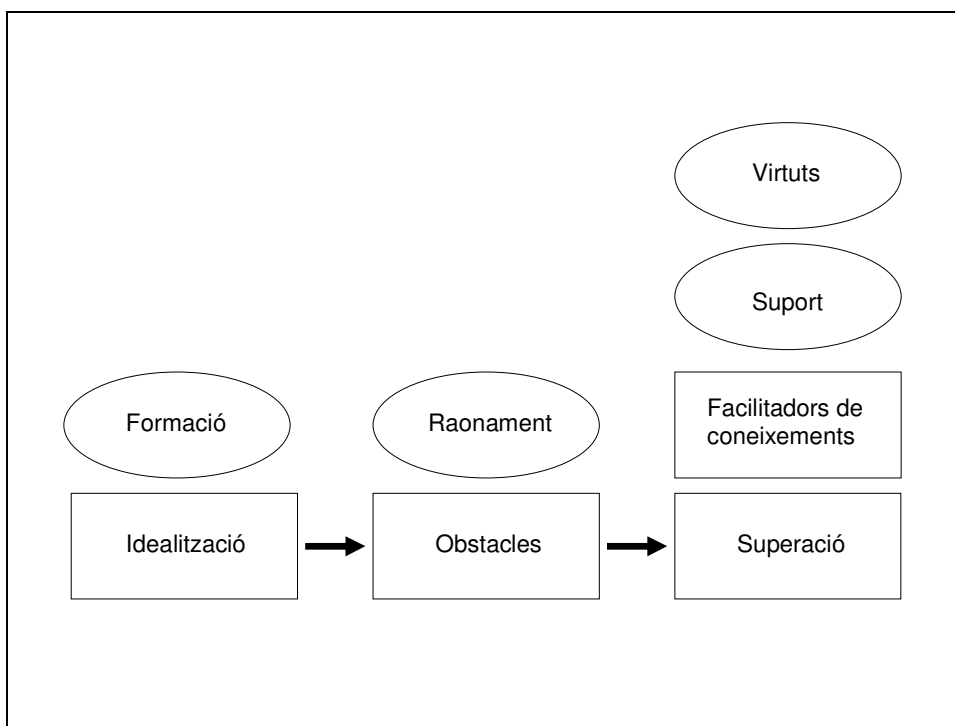 Virtuts
Suport
Formació
Raonament
Facilitadors de
coneixements
Idealització
Obstacles
Superació